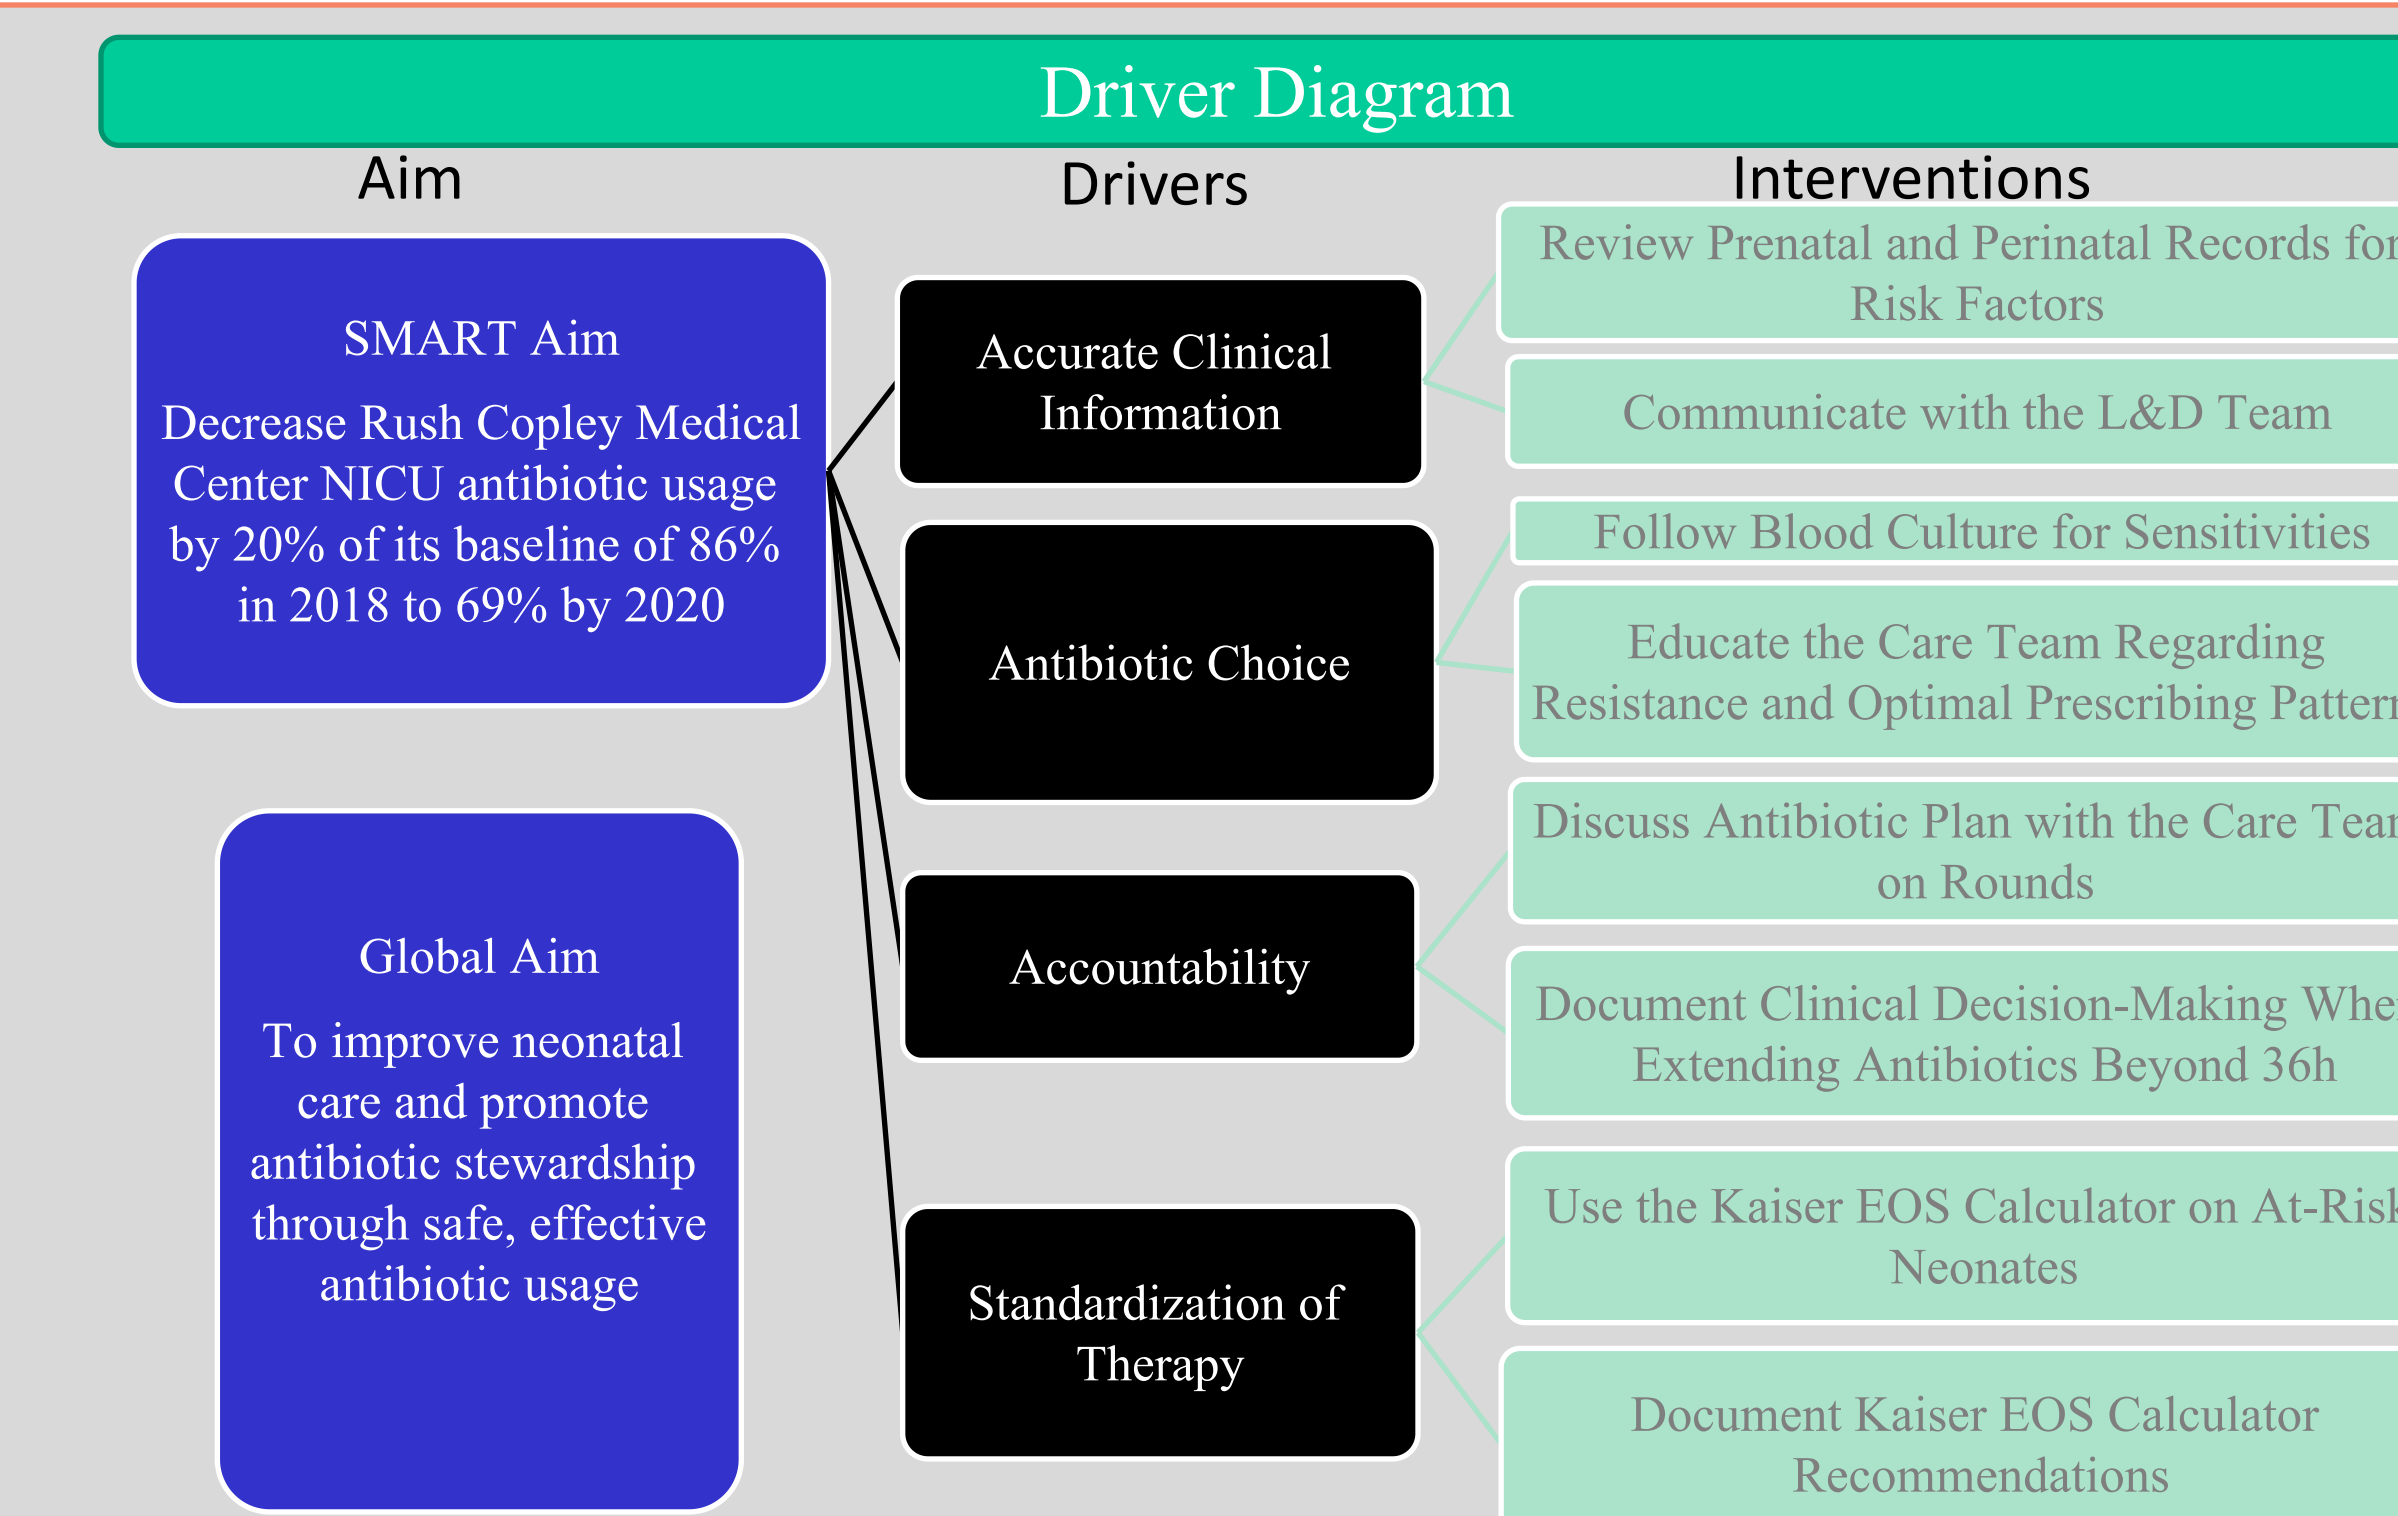 Driver Diagram
Aim
Drivers
Interventions
SMART Aim
Decrease Rush Copley Medical
Center NICU antibiotic usage
by 20% of its baseline of 86%
in 2018 to 69% by 2020
Global Aim
To improve neonatal
care and promote
antibiotic stewardship
through safe, effective
antibiotic usage
Accurate Clinical
Information
Antibiotic Choice
Accountability
Standardization of
Therapy
Review Prenatal and Perinatal Records for
Risk Factors
Communicate with the L&D Team
Follow Blood Culture for Sensitivities
Educate the Care Team Regarding
Resistance and Optimal Prescribing
Discuss Antibiotic Plan with the Care
on Rounds
Document Clinical Decision-Making
Extending Antibiotics Beyond 36h
Use the Kaiser EOS Calculator on At-Risk
Neonates
Document Kaiser EOS Calculator
Recommendations